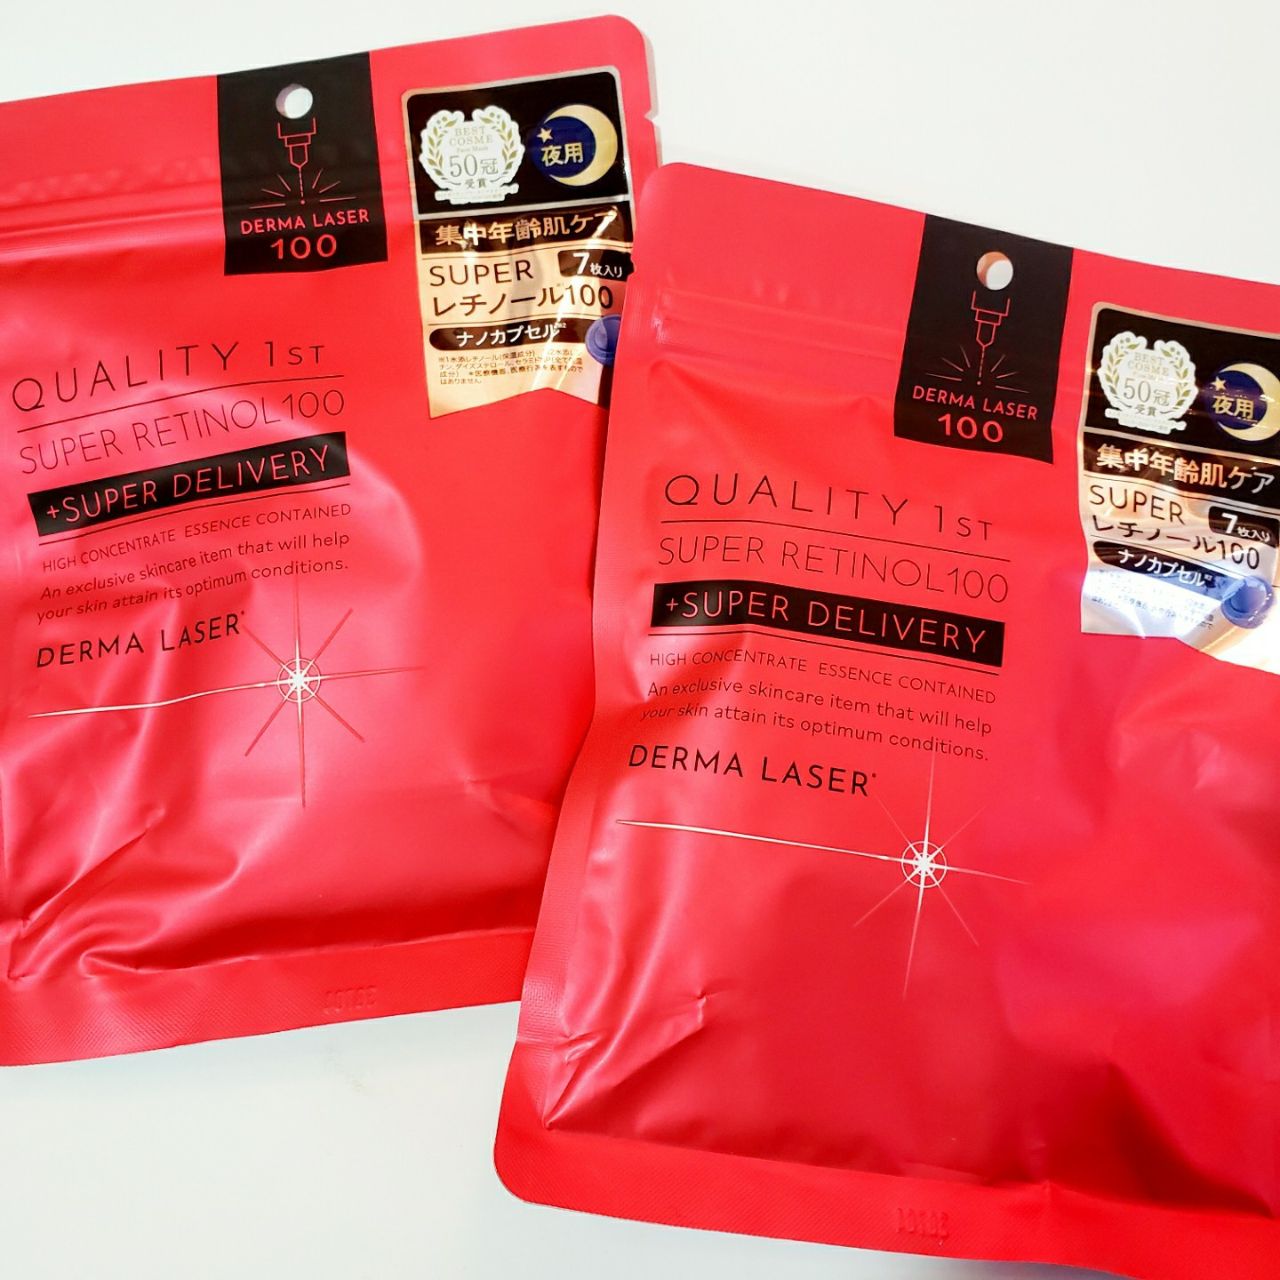 DERMA LASER
100
BEST
COSME
Face Mask
50冠
受賞
夜用
集中年齢肌ケア
SUPER
7枚入り
レチノール100
ナノカプセル
QUALITY 1ST
SUPER RETINOL100
+SUPER DELIVERY
HIGH CONCENTRATE ESSENCE CONTAINED
An exclusive skincare item that will help
your skin attain its optimum conditions.
DERMA LASER*
DERMA LASER
100
BEST
COSME
Face Mask
50冠
受賞
夜用
集中年齢肌ケア
SUPER
7枚入り
レチノール100
ナノカプセル
QUALITY 1ST
SUPER RETINOL100
+SUPER DELIVERY
HIGH CONCENTRATE ESSENCE CONTAINED
An exclusive skincare item that will help
your skin attain its optimum conditions.
DERMA LASER*